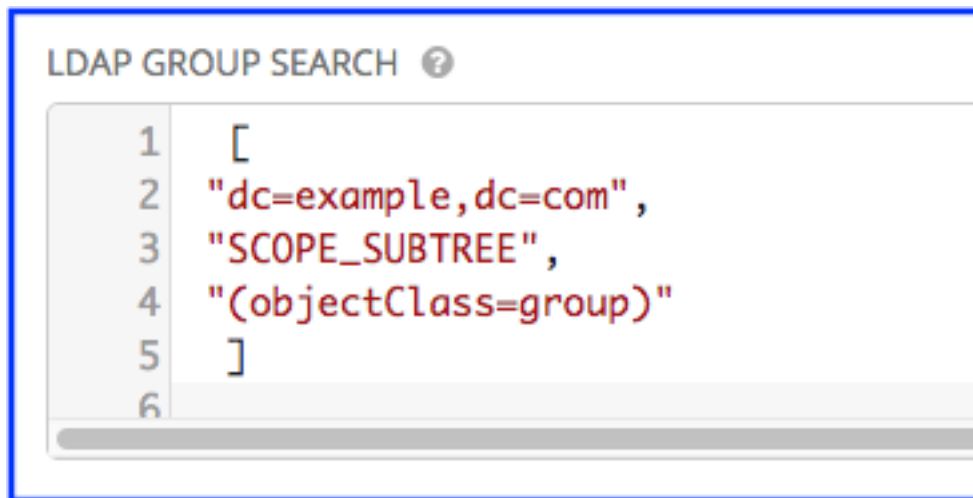 LDAP GROUP SEARCH ?
1 [
2 "dc=example,dc=com",
3 "SCOPE_SUBTREE",
4 "(objectClass=group)"
5 ]
6